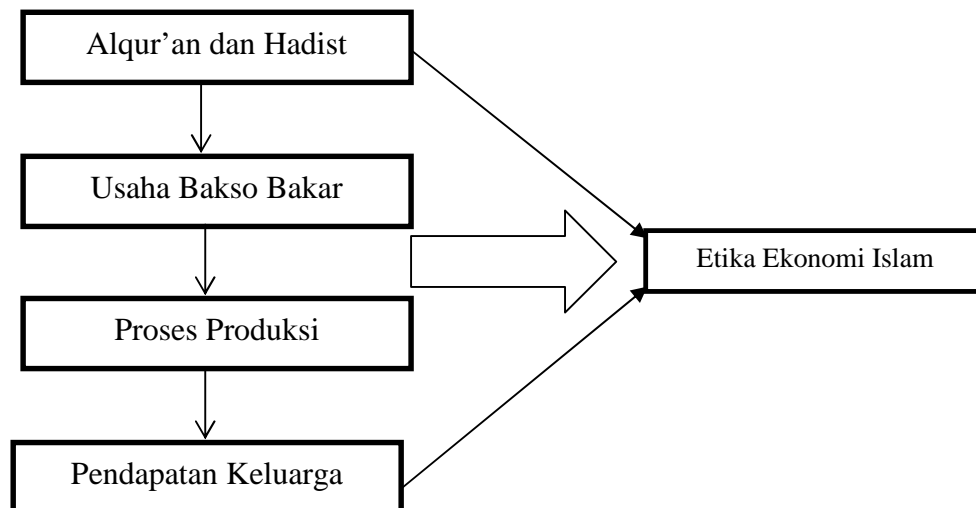 Alqur’an dan Hadist
Usaha Bakso Bakar
Etika Ekonomi Islam
Proses Produksi
Pendapatan Keluarga